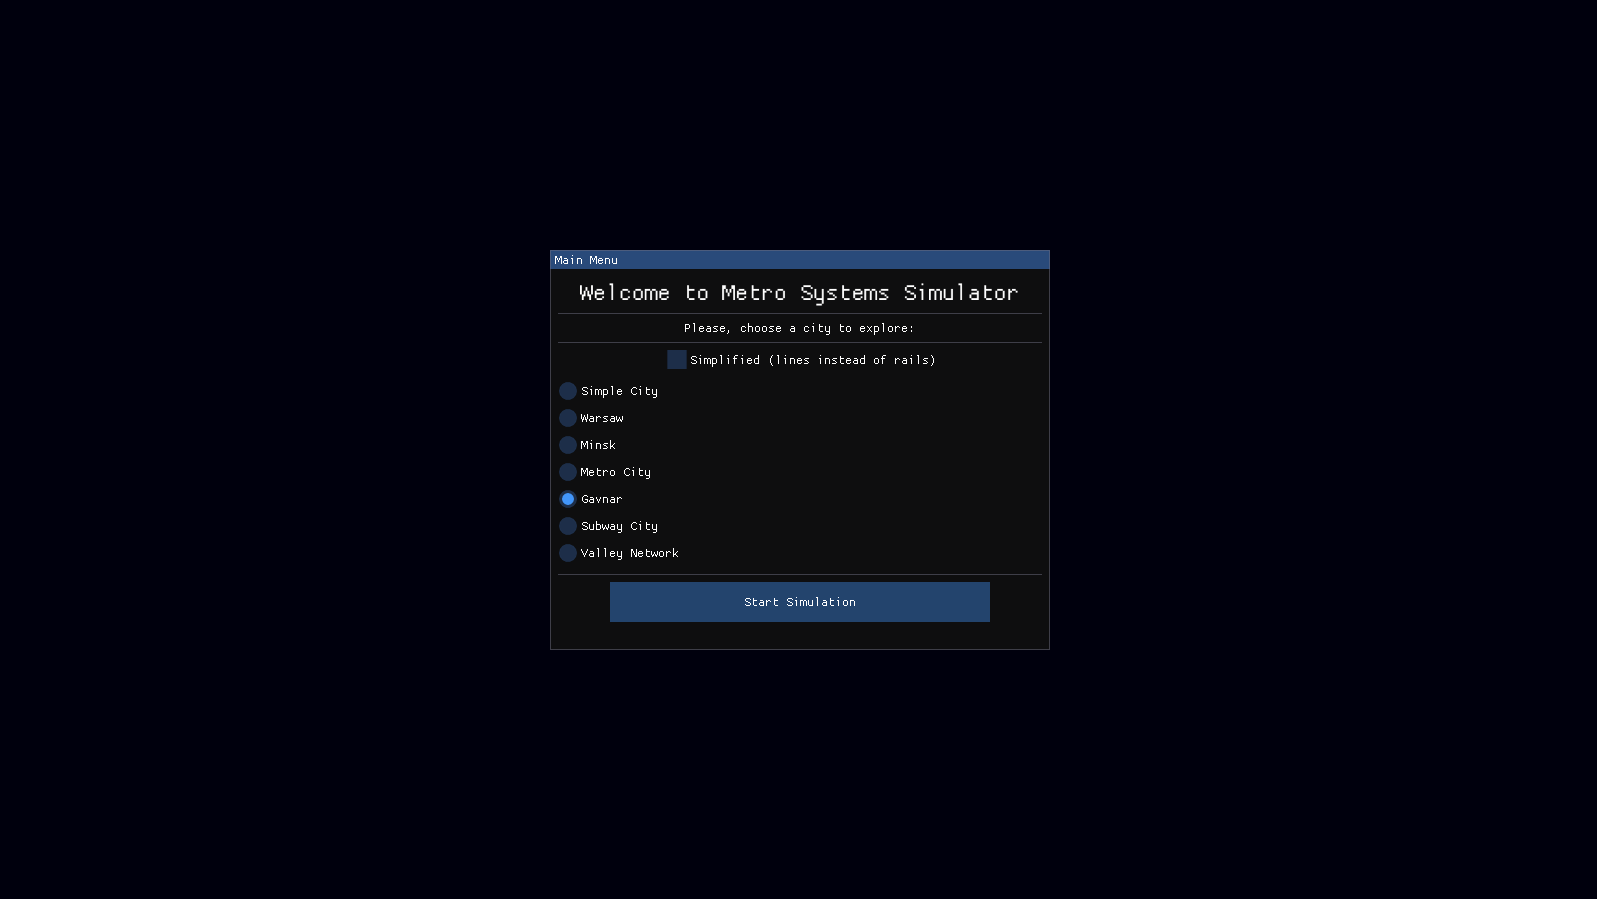 Main Menu
Welcome to Metro Systems Simulator
Please, choose a city to explore:
Simplified (lines instead of rails)
Simple City
Warsaw
Minsk
Metro City
Gavnar
Subway City
Valley Network
Start Simulation